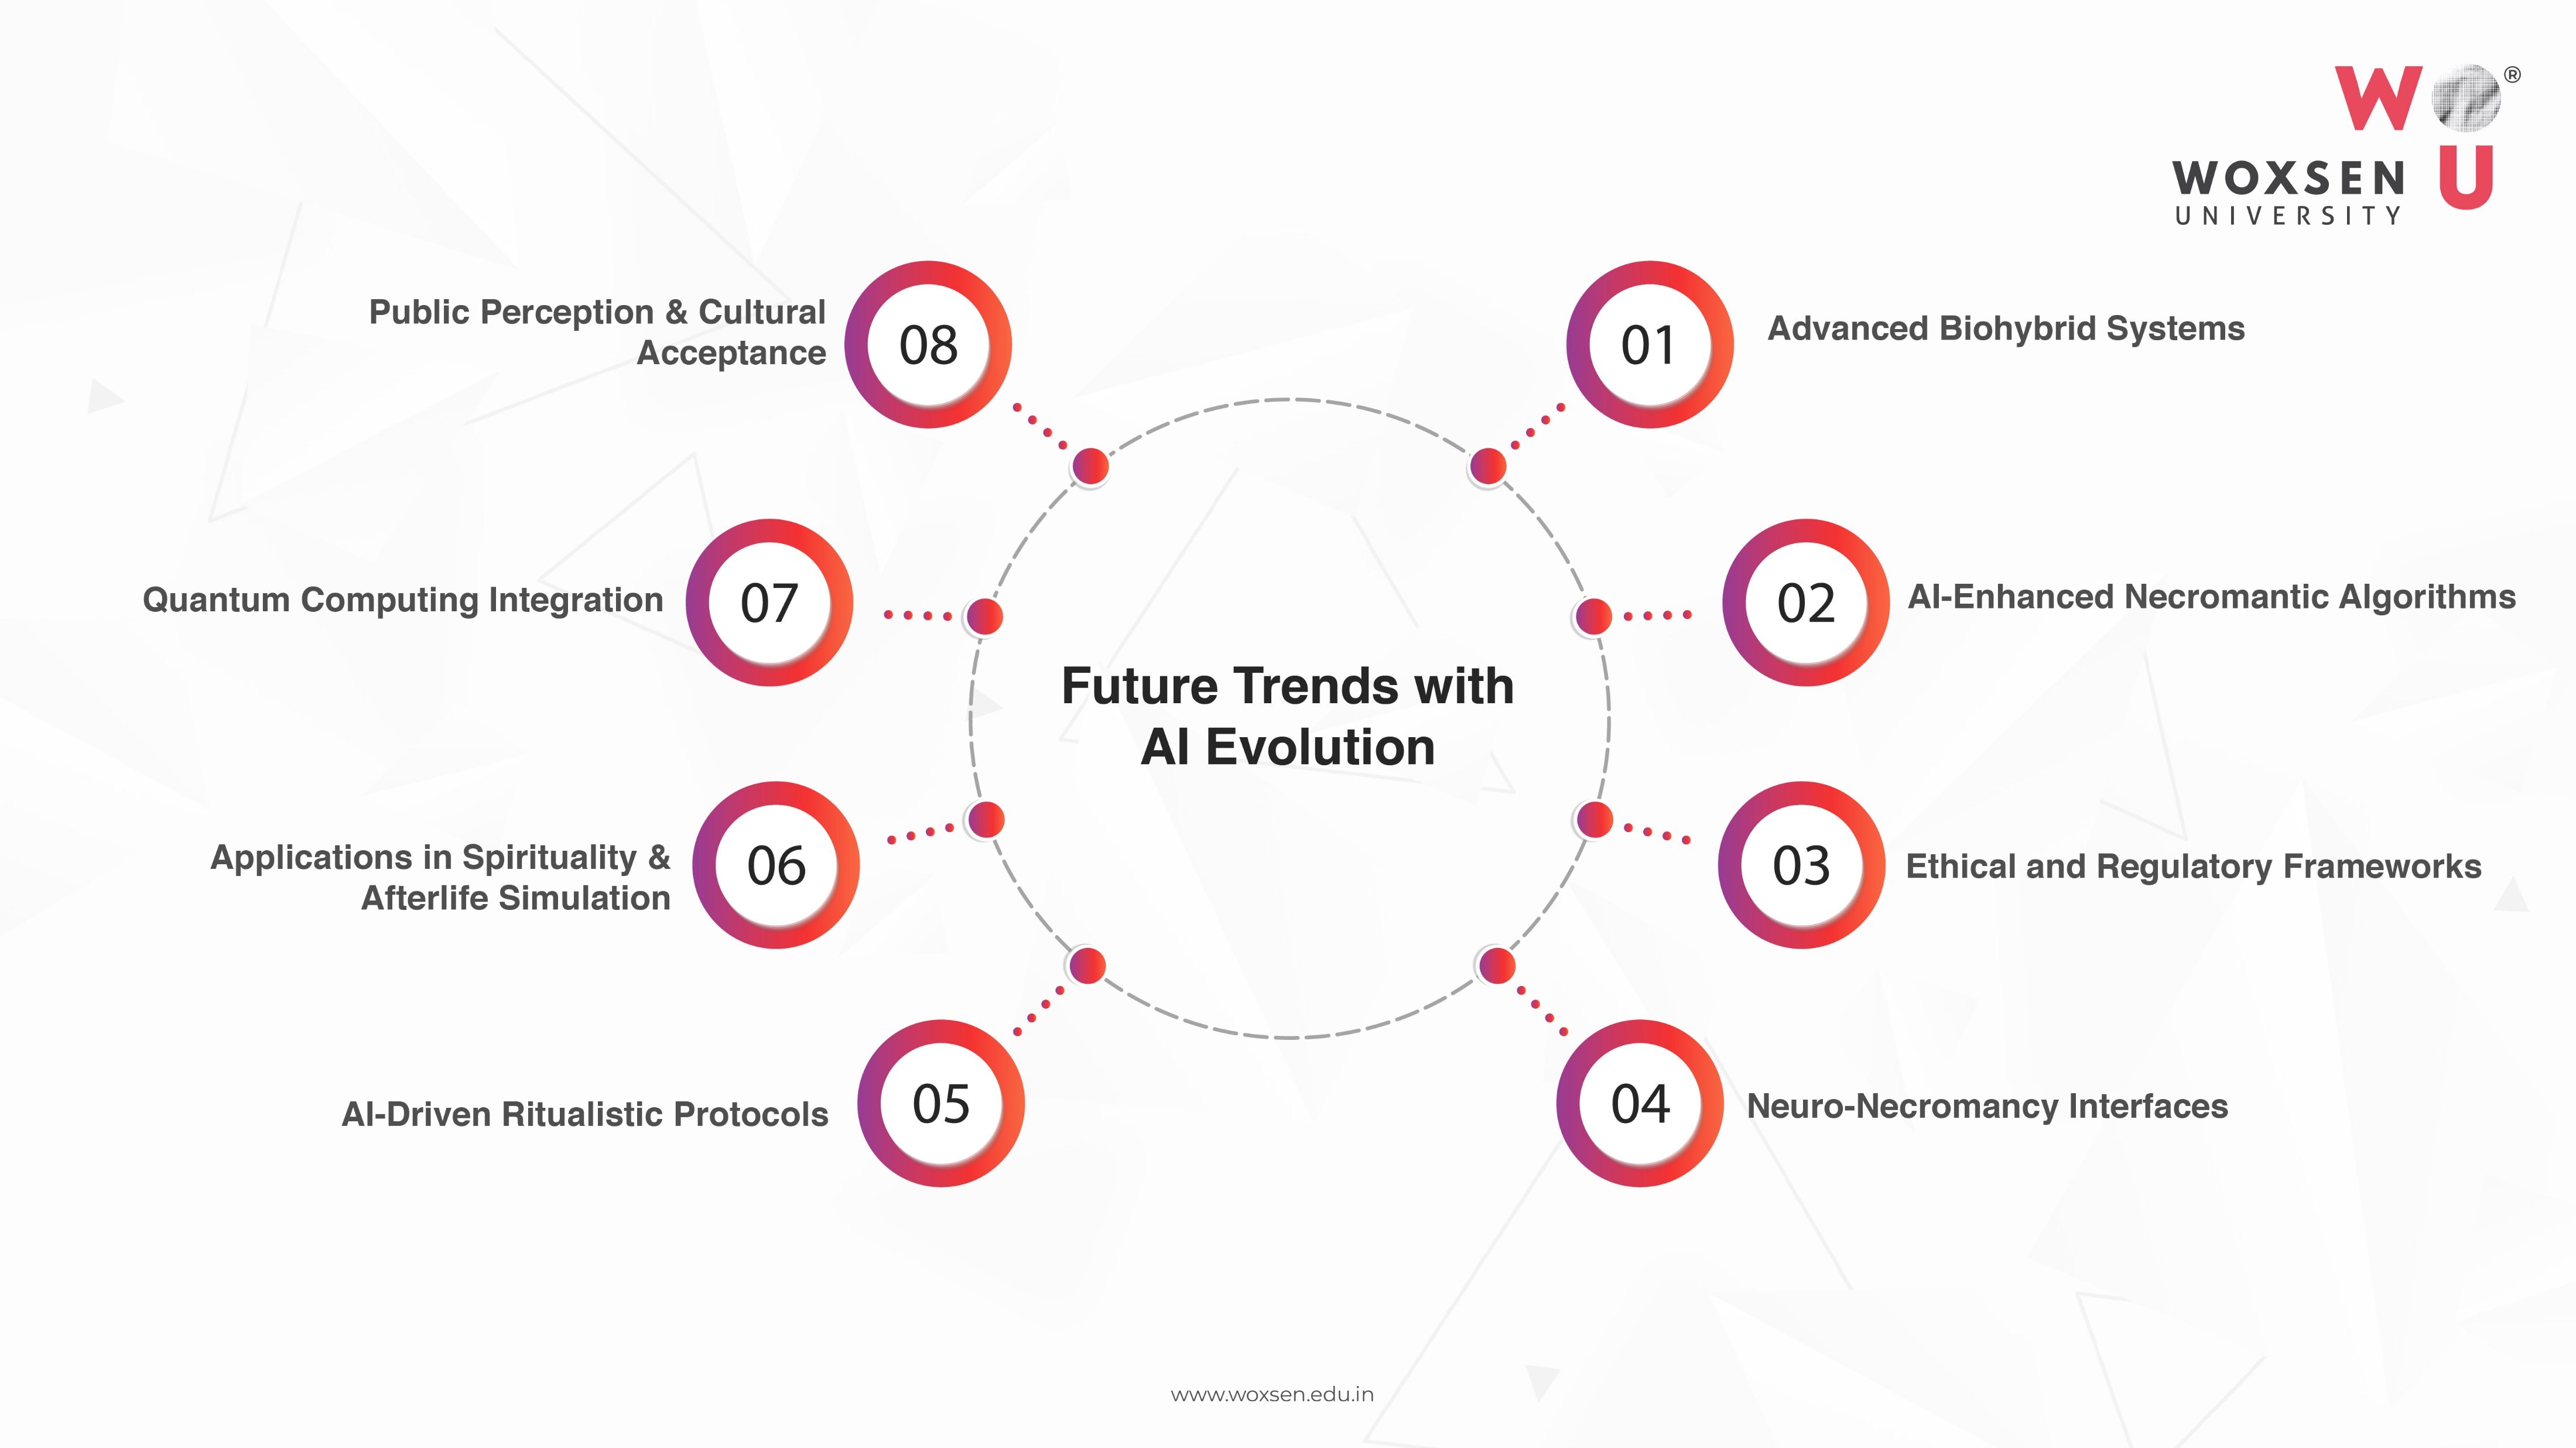 W ®
WOXSEN U
UNIVERSITY
Future Trends with
AI Evolution
01
Advanced Biohybrid Systems
02
AI-Enhanced Necromantic Algorithms
03
Ethical and Regulatory Frameworks
04
Neuro-Necromancy Interfaces
05
AI-Driven Ritualistic Protocols
06
Applications in Spirituality &
Afterlife Simulation
07
Quantum Computing Integration
08
Public Perception & Cultural
Acceptance
www.woxsen.edu.in